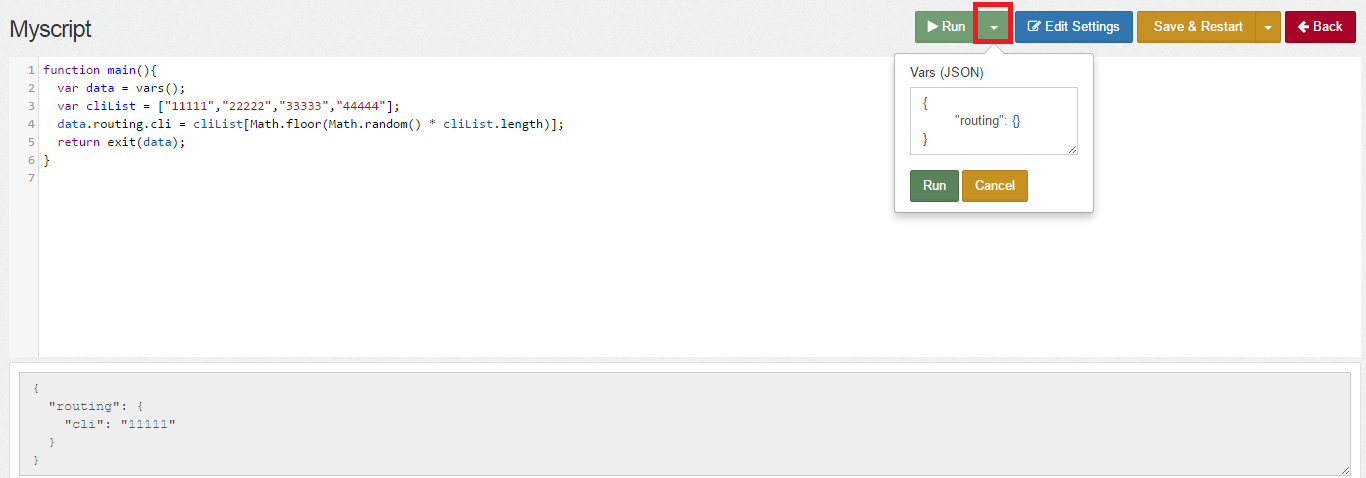 Myscript
Run
Edit Settings
Save & Restart
Back
Vars (JSON)
{
"routing": {}
}
Run Cancel
1 function main(){
2 var data = vars();
3 var cliList = ["11111","22222","33333","44444"];
4 data.routing.cli = cliList[Math.floor(Math.random() * cliList.length)];
5 return exit(data);
6 }
7
{
"routing": {
"cli": "11111"
}
}